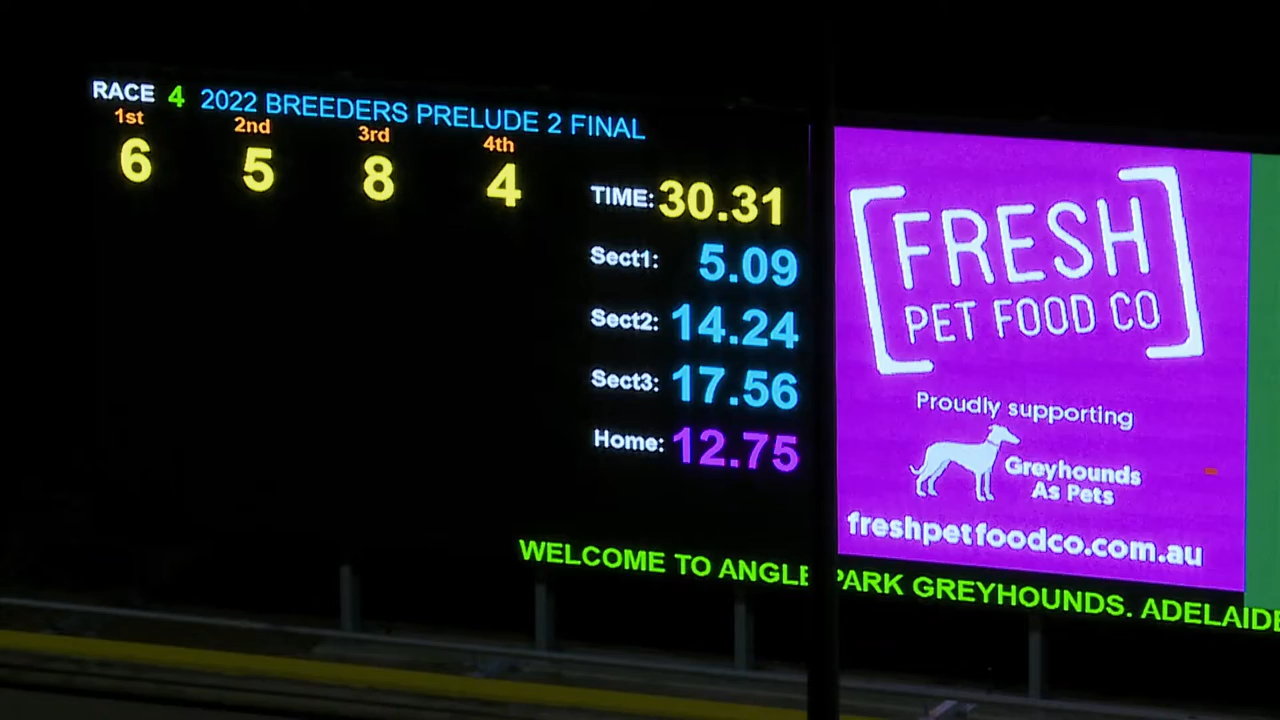 RACE 4 2022 BREEDERS PRELUDE 2 FINAL
1st 2nd 3rd 4th
6 5 8 4
TIME: 30.31
Sect1: 5.09
Sect2: 14.24
Sect3: 17.56
Home: 12.75
[FRESH
PET FOOD CO]
Proudly supporting
Greyhounds
As Pets
freshpetfoodco.com.au
WELCOME TO ANGLE PARK GREYHOUNDS. ADELAIDE